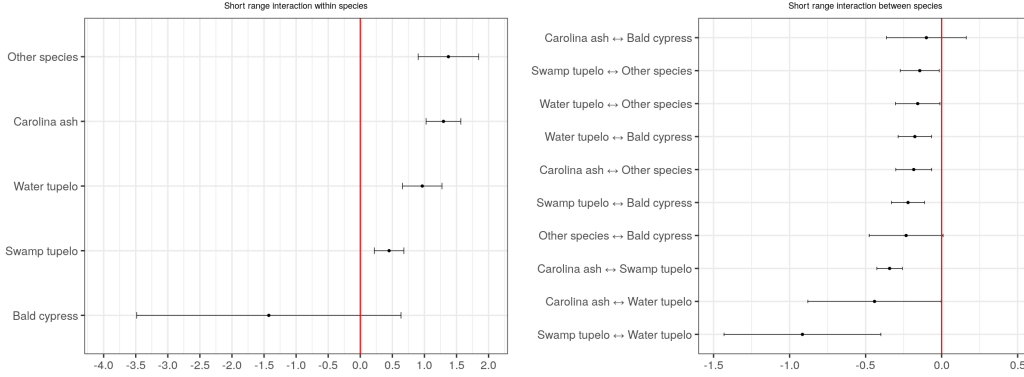 Short range interaction within species
Other species
Carolina ash
Water tupelo
Swamp tupelo
Bald cypress
-4.0 -3.5 -3.0 -2.5 -2.0 -1.5 -1.0 -0.5 0.0 0.5 1.0 1.5 2.0
Short range interaction between species
Carolina ash ↔ Bald cypress
Swamp tupelo ↔ Other species
Water tupelo ↔ Other species
Water tupelo ↔ Bald cypress
Carolina ash ↔ Other species
Swamp tupelo ↔ Bald cypress
Other species ↔ Bald cypress
Carolina ash ↔ Swamp tupelo
Carolina ash ↔ Water tupelo
Swamp tupelo ↔ Water tupelo
-1.5 -1.0 -0.5 0.0 0.5